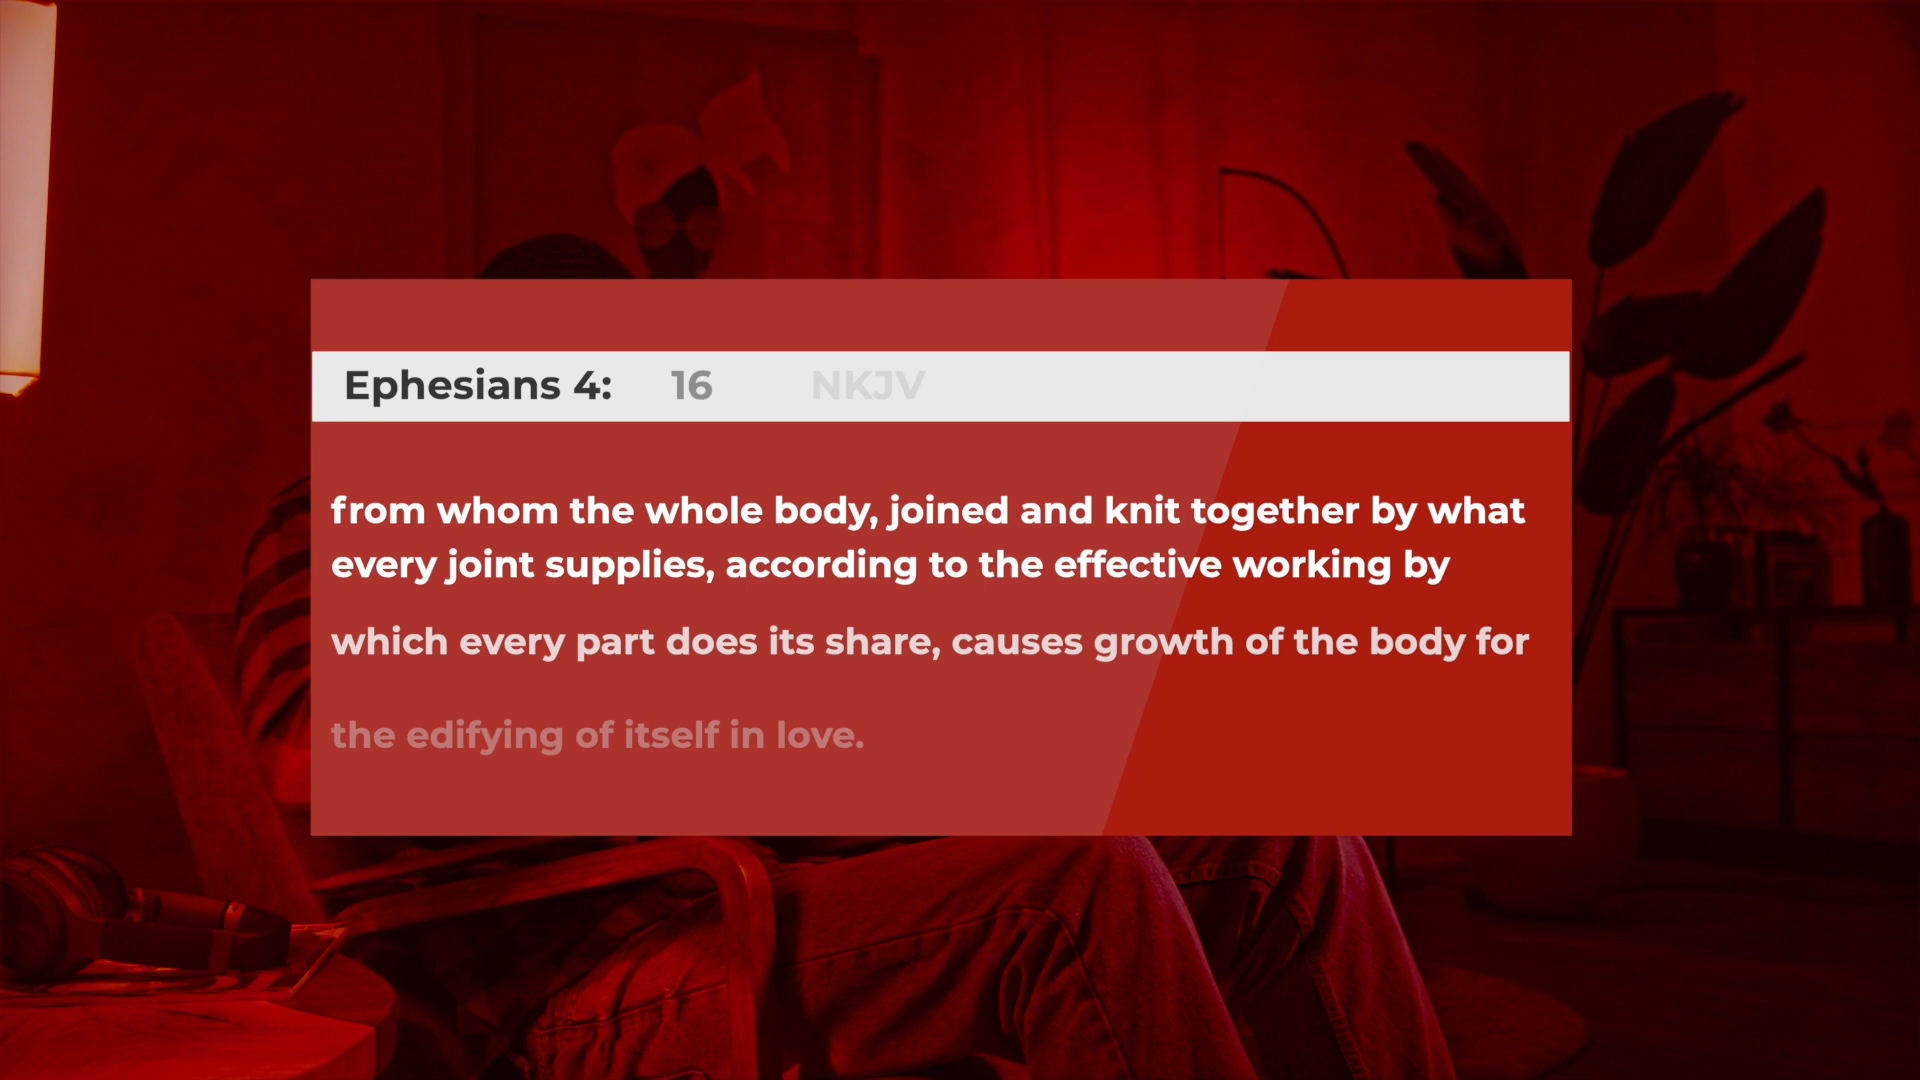 Ephesians 4: 16 NKJV
from whom the whole body, joined and knit together by what
every joint supplies, according to the effective working by
which every part does its share, causes growth of the body for
the edifying of itself in love.